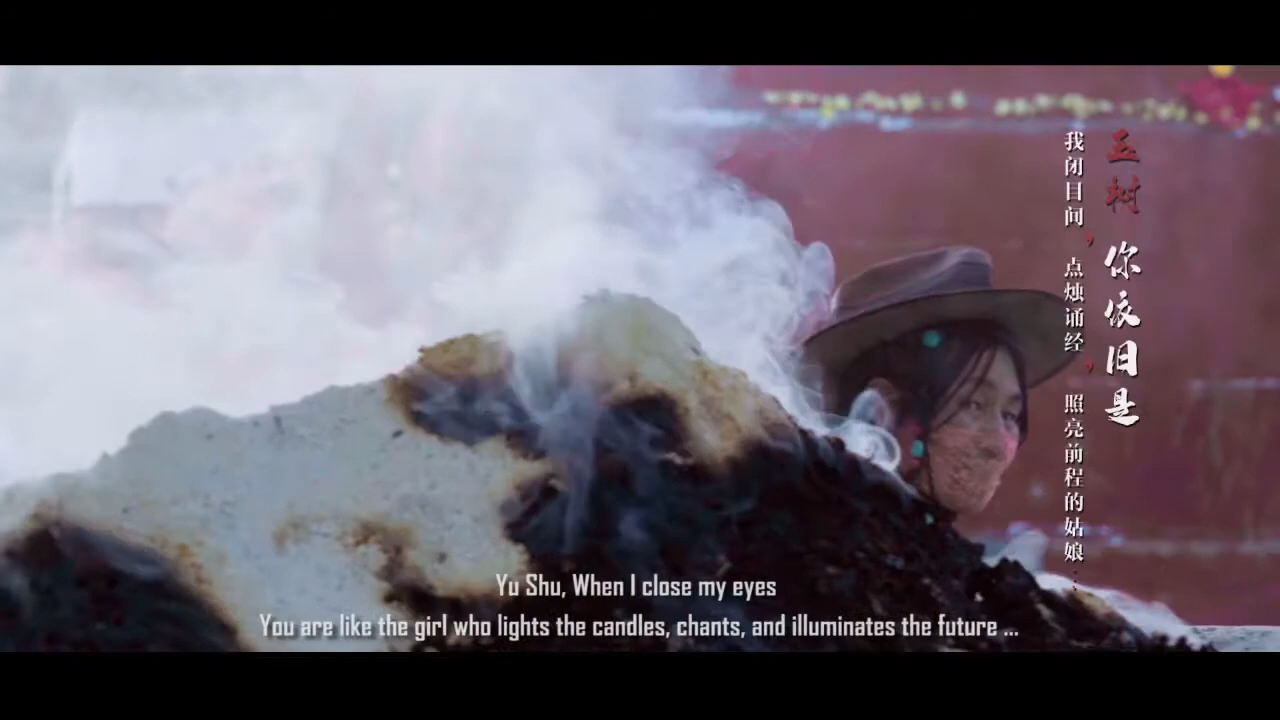 玉树 你依旧是
我闭目间,点烛诵经,照亮前程的姑娘...
Yu Shu, When I close my eyes
You are like the girl who lights the candles, chants, and illuminates the future ...